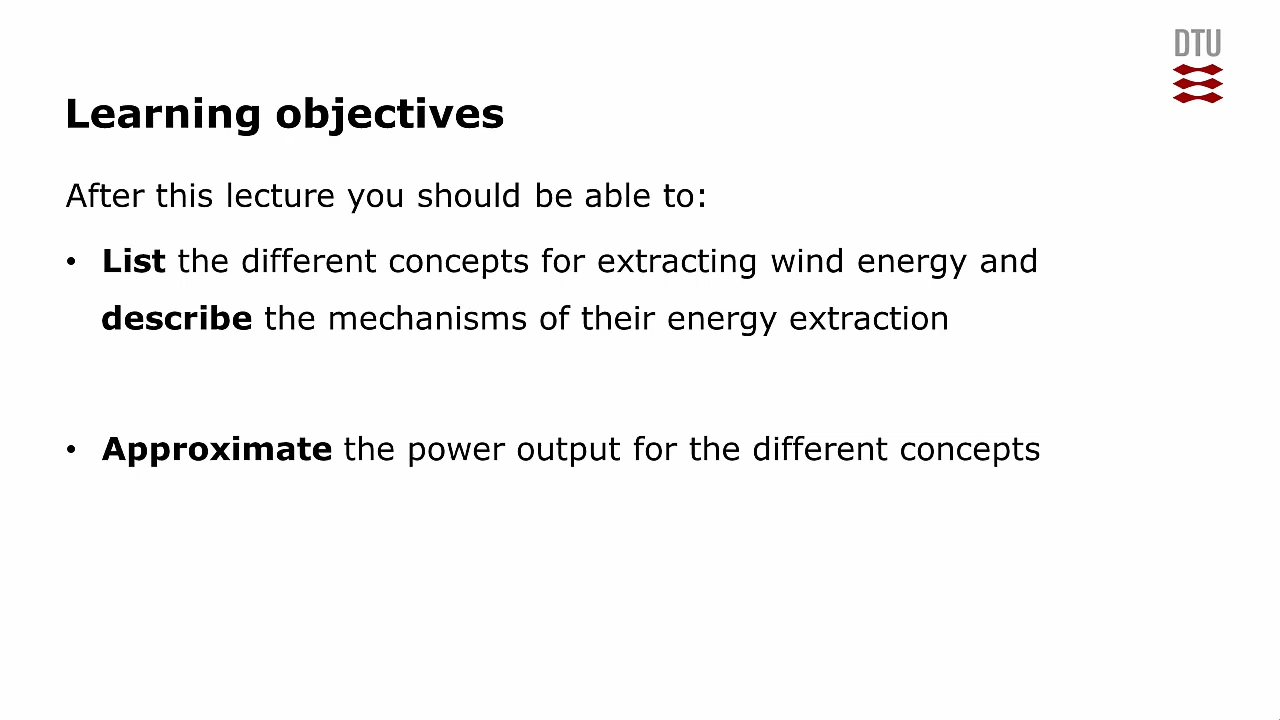 DTU
Learning objectives
After this lecture you should be able to:
• List the different concepts for extracting wind energy and
describe the mechanisms of their energy extraction
• Approximate the power output for the different concepts